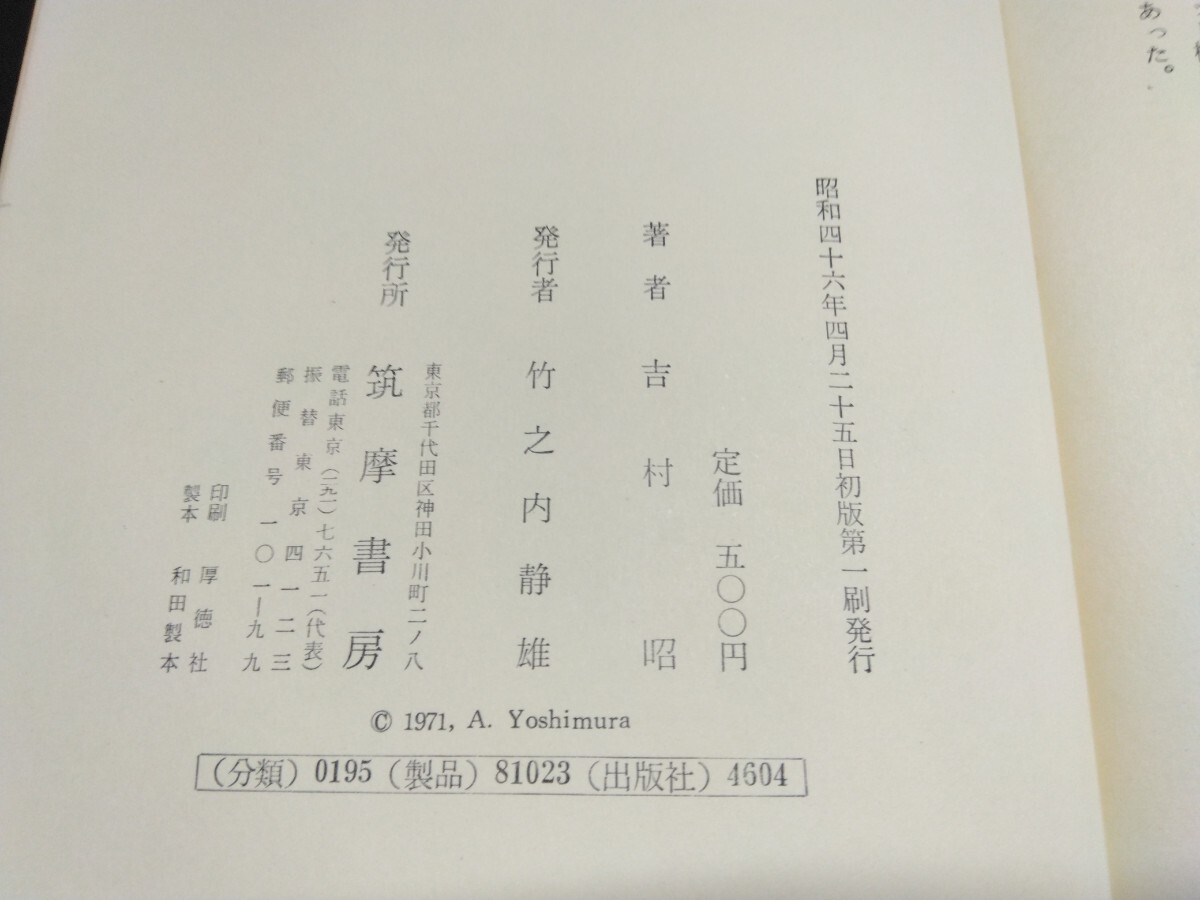 あった。
昭和四十六年四月二十五日初版第一刷発行
定価 五〇〇円
著者 吉村昭
発行者 竹之内静雄
東京都千代田区神田小川町二ノ八
発行所 筑摩書房
電話東京(二九一)七六五一(代表)
振替東京四一二三
郵便番号一〇一―九九
印刷 厚徳社
製本 和田製本
© 1971, A. Yoshimura
(分類) 0195 (製品) 81023 (出版社) 4604